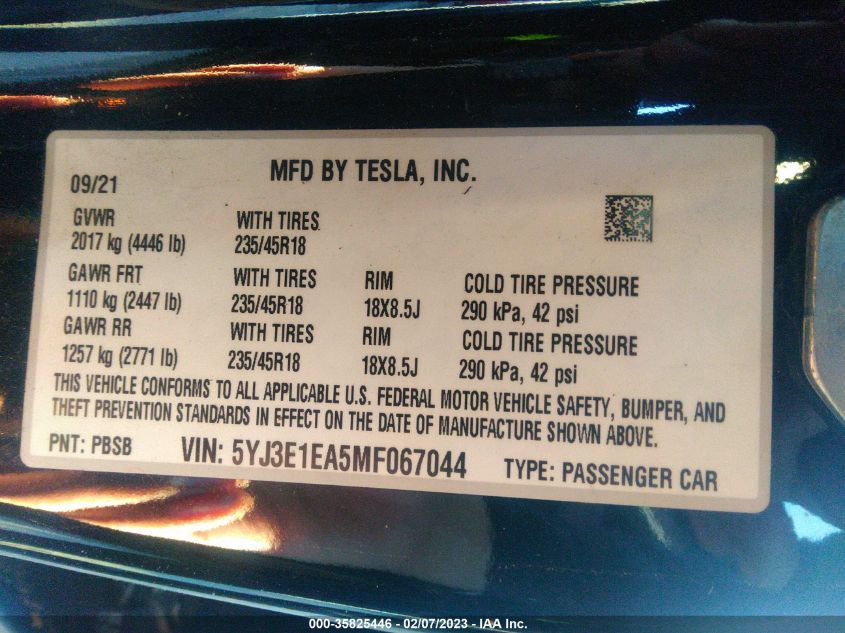 MFD BY TESLA, INC.
09/21
GVWR WITH TIRES
2017 kg (4446 lb) 235/45R18
GAWR FRT WITH TIRES RIM COLD TIRE PRESSURE
1110 kg (2447 lb) 235/45R18 18X8.5J 290 kPa, 42 psi
GAWR RR WITH TIRES RIM COLD TIRE PRESSURE
1257 kg (2771 lb) 235/45R18 18X8.5J 290 kPa, 42 psi
THIS VEHICLE CONFORMS TO ALL APPLICABLE U.S. FEDERAL MOTOR VEHICLE SAFETY, BUMPER, AND
THEFT PREVENTION STANDARDS IN EFFECT ON THE DATE OF MANUFACTURE SHOWN ABOVE.
PNT: PBSB VIN: 5YJ3E1EA5MF067044 TYPE: PASSENGER CAR
000-35825446 - 02/07/2023 - IAA Inc.